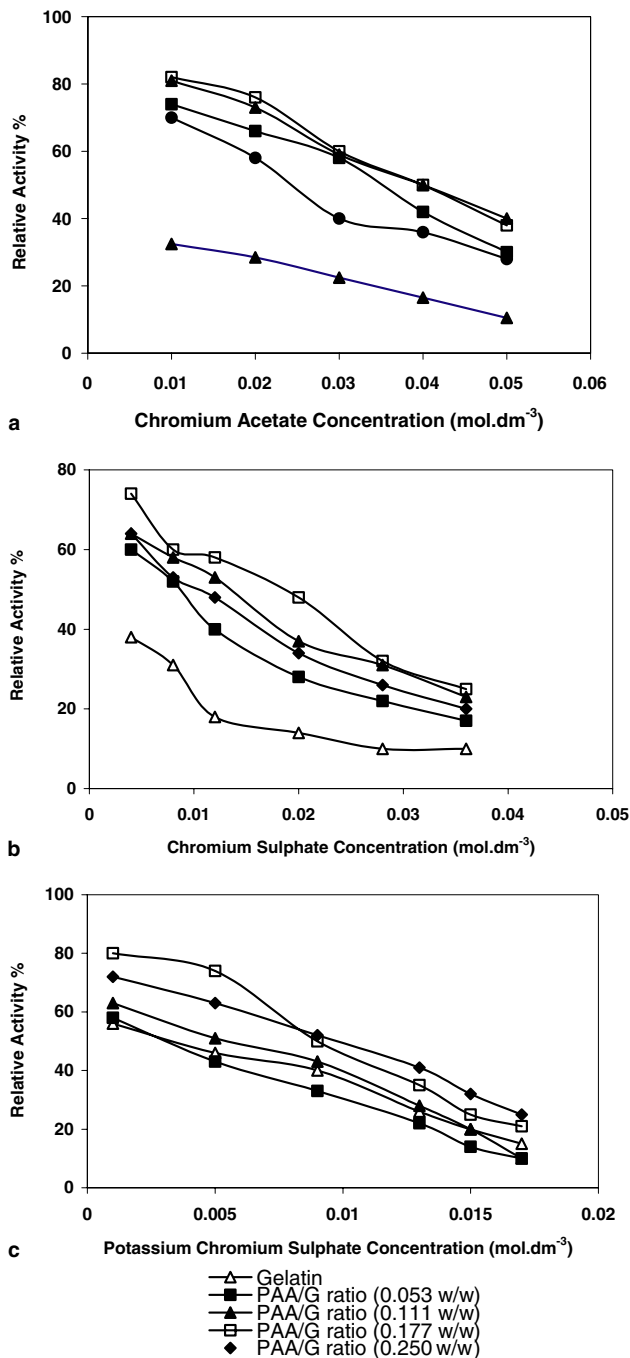 100
80
60
40
20
0
Relative Activity %
0 0.01 0.02 0.03 0.04 0.05 0.06
a Chromium Acetate Concentration (mol.dm-3)
80
60
40
20
0
Relative Activity %
0 0.01 0.02 0.03 0.04 0.05
b Chromium Sulphate Concentration (mol.dm-3)
100
80
60
40
20
0
Relative Activity %
0 0.005 0.01 0.015 0.02
c Potassium Chromium Sulphate Concentration (mol.dm-3)
Gelatin
PAA/G ratio (0.053 w/w)
PAA/G ratio (0.111 w/w)
PAA/G ratio (0.177 w/w)
PAA/G ratio (0.250 w/w)